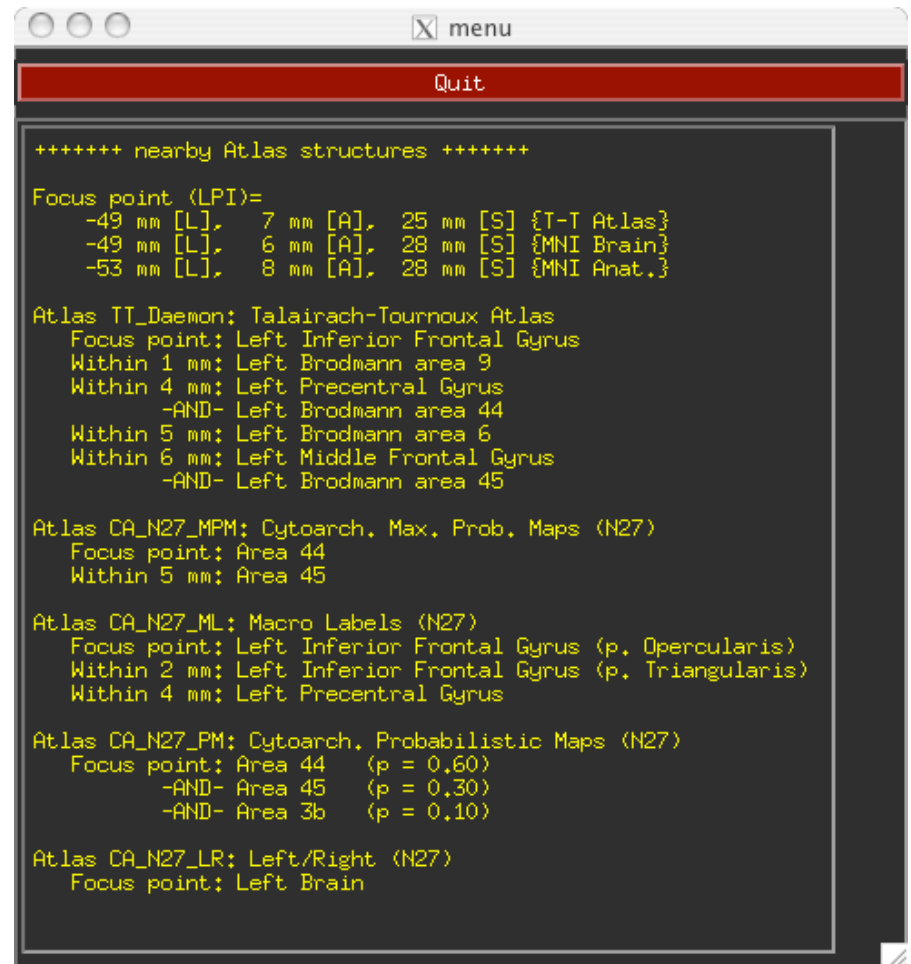 menu
Quit
+++++++ nearby Atlas structures +++++++
Focus point (LPI)=
    -49 mm [L],   7 mm [A],  25 mm [S] {T-T Atlas}
    -49 mm [L],   6 mm [A],  28 mm [S] {MNI Brain}
    -53 mm [L],   8 mm [A],  28 mm [S] {MNI Anat.}
Atlas TT_Daemon: Talairach-Tournoux Atlas
   Focus point: Left Inferior Frontal Gyrus
   Within 1 mm: Left Brodmann area 9
   Within 4 mm: Left Precentral Gyrus
          -AND- Left Brodmann area 44
   Within 5 mm: Left Brodmann area 6
   Within 6 mm: Left Middle Frontal Gyrus
          -AND- Left Brodmann area 45
Atlas CA_N27_MPM: Cytoarch. Max. Prob. Maps (N27)
   Focus point: Area 44
   Within 5 mm: Area 45
Atlas CA_N27_ML: Macro Labels (N27)
   Focus point: Left Inferior Frontal Gyrus (p. Opercularis)
   Within 2 mm: Left Inferior Frontal Gyrus (p. Triangularis)
   Within 4 mm: Left Precentral Gyrus
Atlas CA_N27_PM: Cytoarch. Probabilistic Maps (N27)
   Focus point: Area 44   (p = 0.60)
          -AND- Area 45   (p = 0.30)
          -AND- Area 3b   (p = 0.10)
Atlas CA_N27_LR: Left/Right (N27)
   Focus point: Left Brain